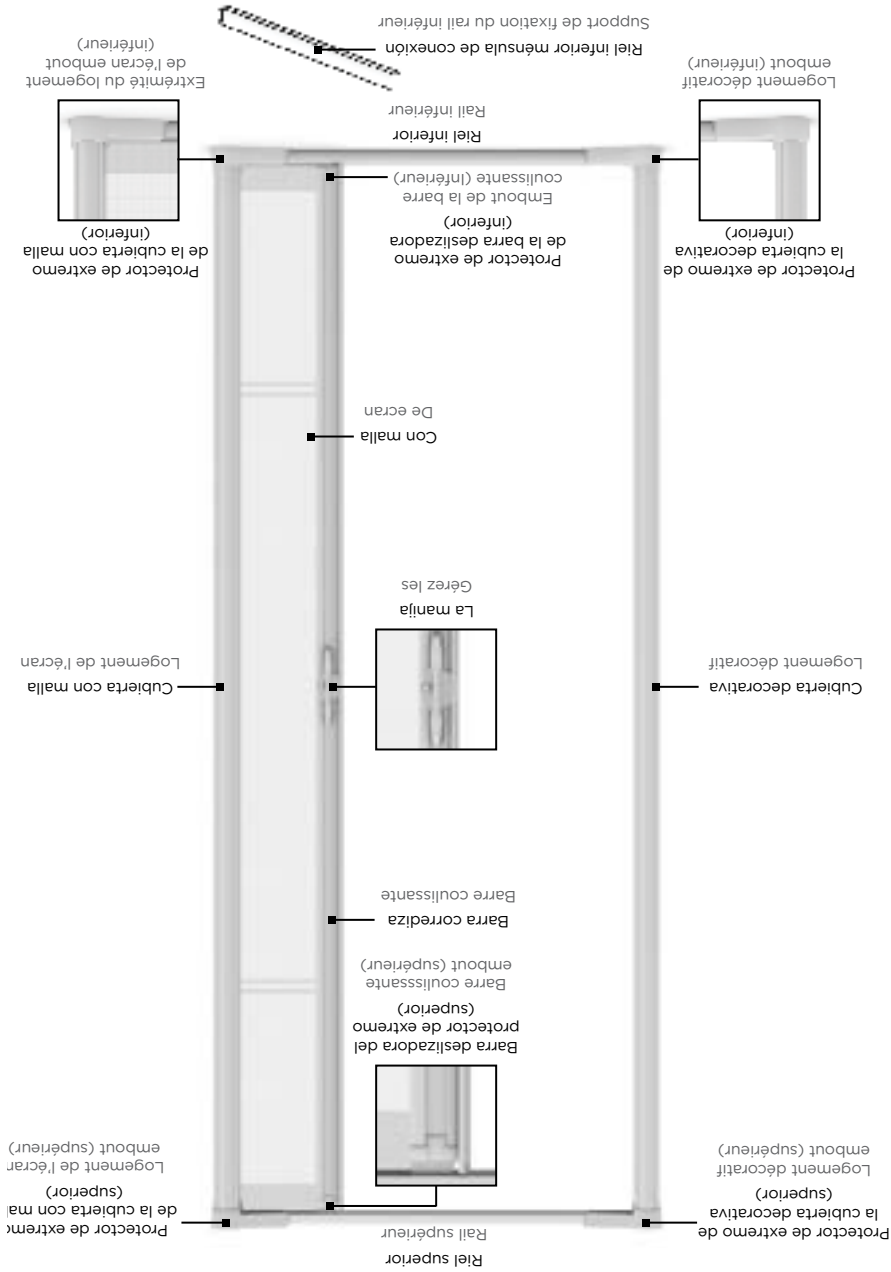 Riel superior
Rail supérieur
Protector de extremo de
la cubierta decorativa
(superior)
Logement décoratif
embout (supérieur)
Protector de extremo
de la cubierta con mal
(superior)
Logement de l'écran
embout (supérieur)
Barra deslizadora del
protector de extremo
(superior)
Barre coulisssante
embout (supérieur)
Barra corrediza
Barre coulissante
Cubierta decorativa
Logement décoratif
La manija
Gérez les
Cubierta con malla
Logement de l'écran
Con malla
De ecran
Protector de extremo de
la cubierta decorativa
(inferior)
Logement décoratif
embout (inférieur)
Protector de extremo
de la barra deslizadora
(inferior)
Embout de la barre
coulissante (Inférieur)
Protector de extremo
de la cubierta con malla
(inferior)
Extrémité du logement
de l'écran embout
(inférieur)
Riel inferior
Rail inférieur
Riel inferior ménsula de conexión
Support de fixation du rail inférieur